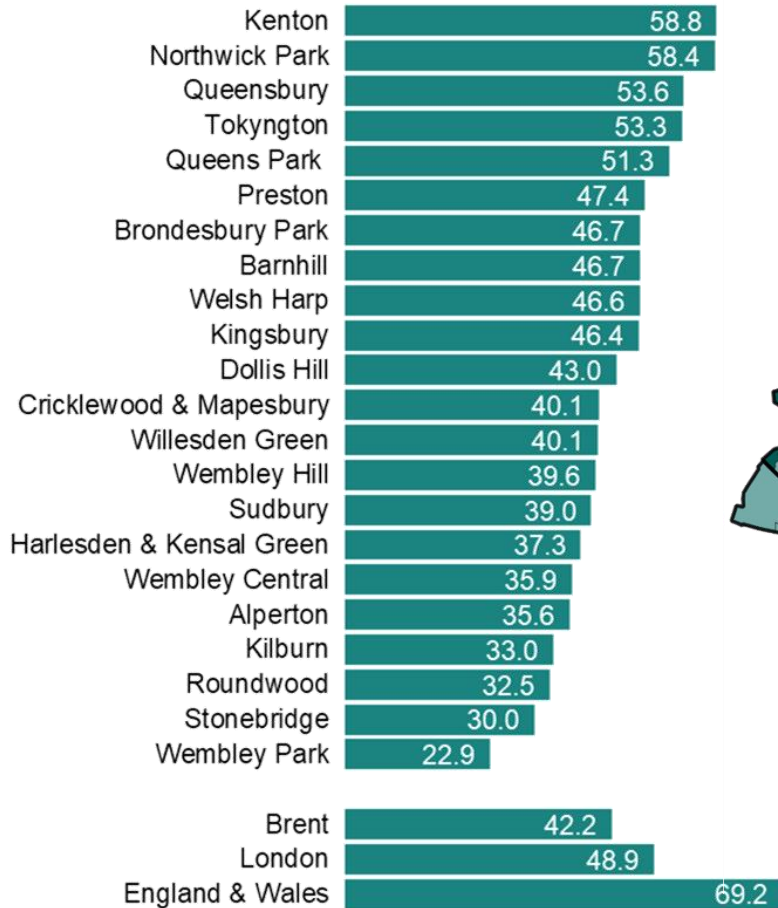 Kenton 58.8
Northwick Park 58.4
Queensbury 53.6
Tokyngton 53.3
Queens Park 51.3
Preston 47.4
Brondesbury Park 46.7
Barnhill 46.7
Welsh Harp 46.6
Kingsbury 46.4
Dollis Hill 43.0
Cricklewood & Mapesbury 40.1
Willesden Green 40.1
Wembley Hill 39.6
Sudbury 39.0
Harlesden & Kensal Green 37.3
Wembley Central 35.9
Alperton 35.6
Kilburn 33.0
Roundwood 32.5
Stonebridge 30.0
Wembley Park 22.9
Brent 42.2
London 48.9
England & Wales 69.2